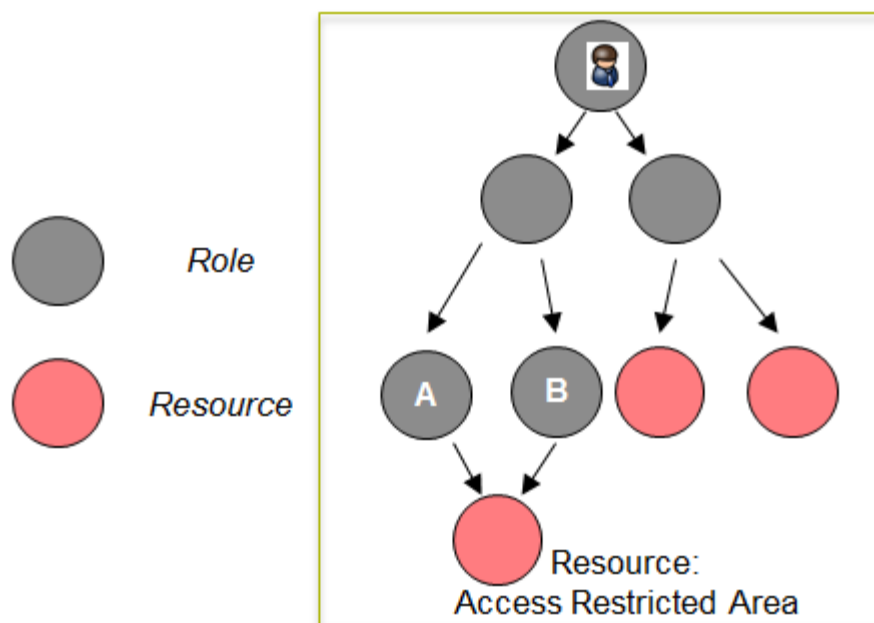 Role
Resource
A
B
Resource:
Access Restricted Area